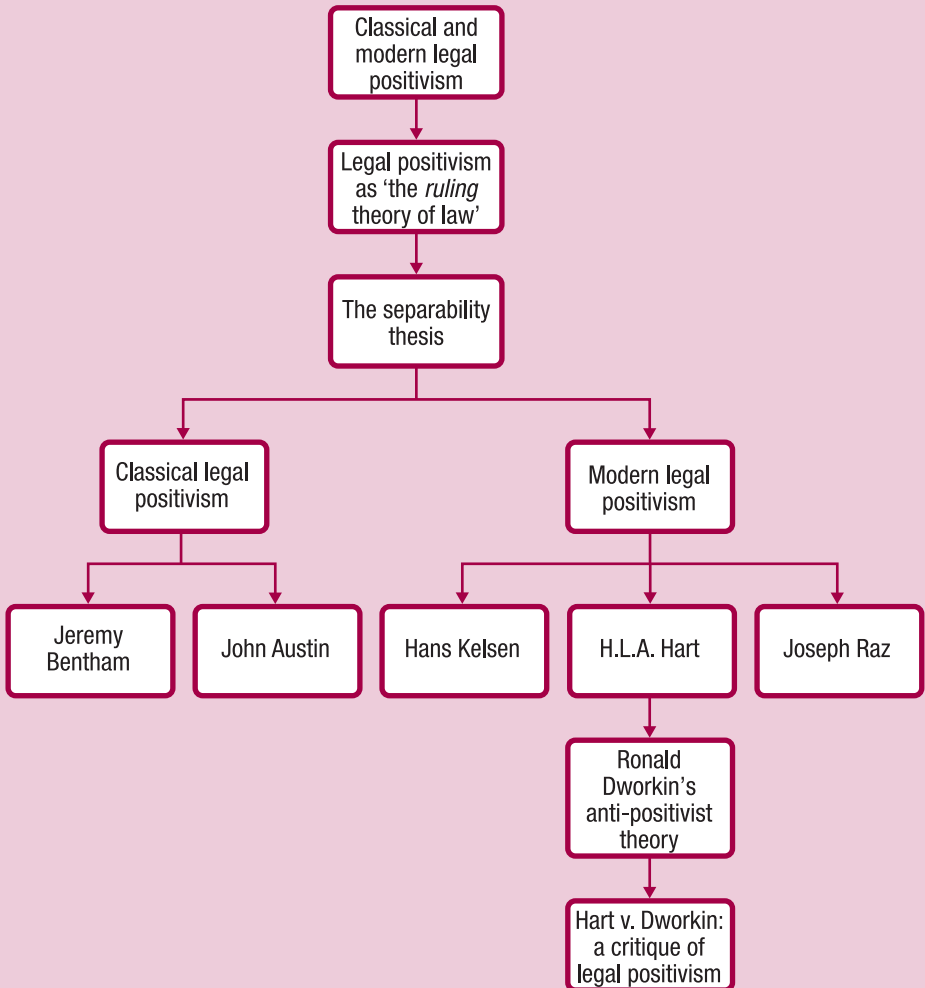 Classical and
modern legal
positivism
Legal positivism
as ‘the ruling
theory of law’
The separability
thesis
Classical legal
positivism
Modern legal
positivism
Jeremy
Bentham
John Austin
Hans Kelsen
H.L.A. Hart
Joseph Raz
Ronald
Dworkin’s
anti-positivist
theory
Hart v. Dworkin:
a critique of
legal positivism